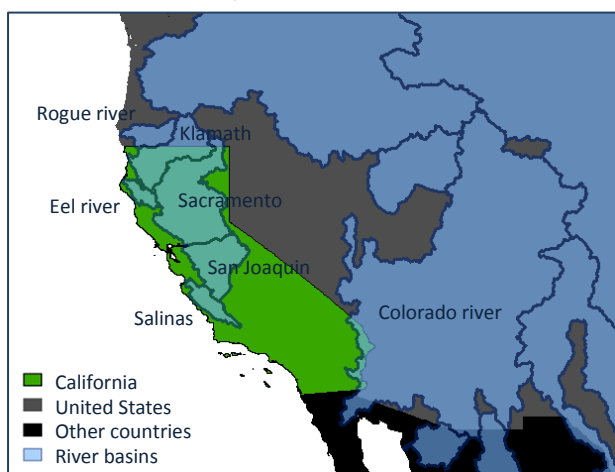 Rogue river
Klamath
Eel river
Sacramento
San Joaquin
Salinas
Colorado river
California
United States
Other countries
River basins